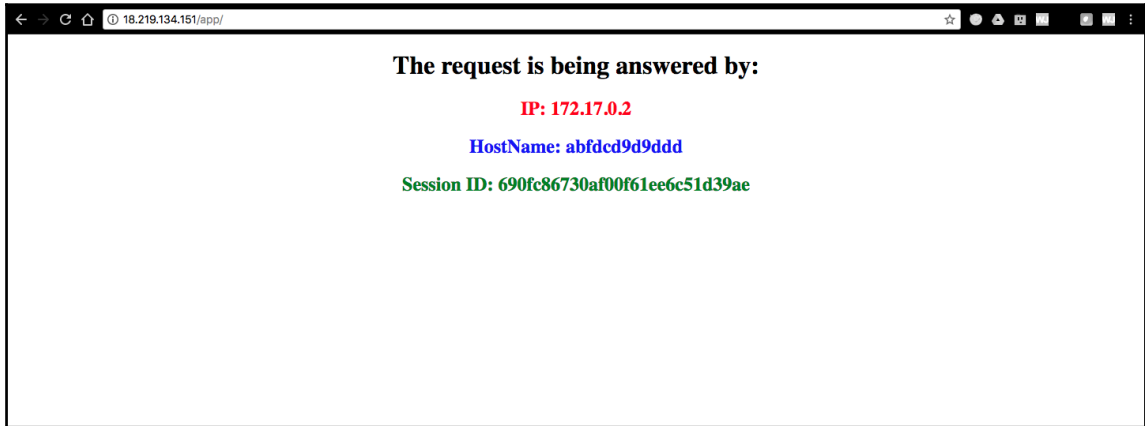 18.219.134.151/app/
The request is being answered by:
IP: 172.17.0.2
HostName: abfdcd9d9ddd
Session ID: 690fc86730af00f61ee6c51d39ae